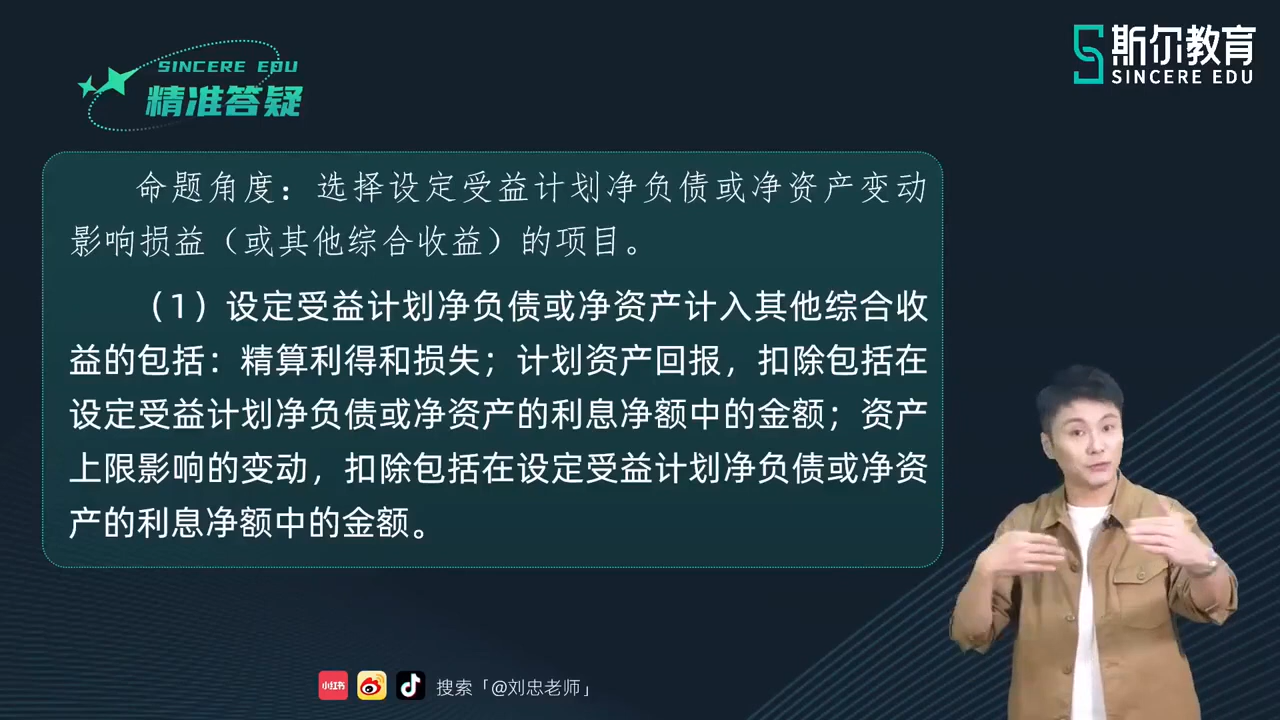 SINCERE EDU
精准答疑
斯尔教育
SINCERE EDU
命题角度：选择设定受益计划净负债或净资产变动
影响损益（或其他综合收益）的项目。
（1）设定受益计划净负债或净资产计入其他综合收
益的包括：精算利得和损失；计划资产回报，扣除包括在
设定受益计划净负债或净资产的利息净额中的金额；资产
上限影响的变动，扣除包括在设定受益计划净负债或净资
产的利息净额中的金额。
小红书
搜索「@刘忠老师」